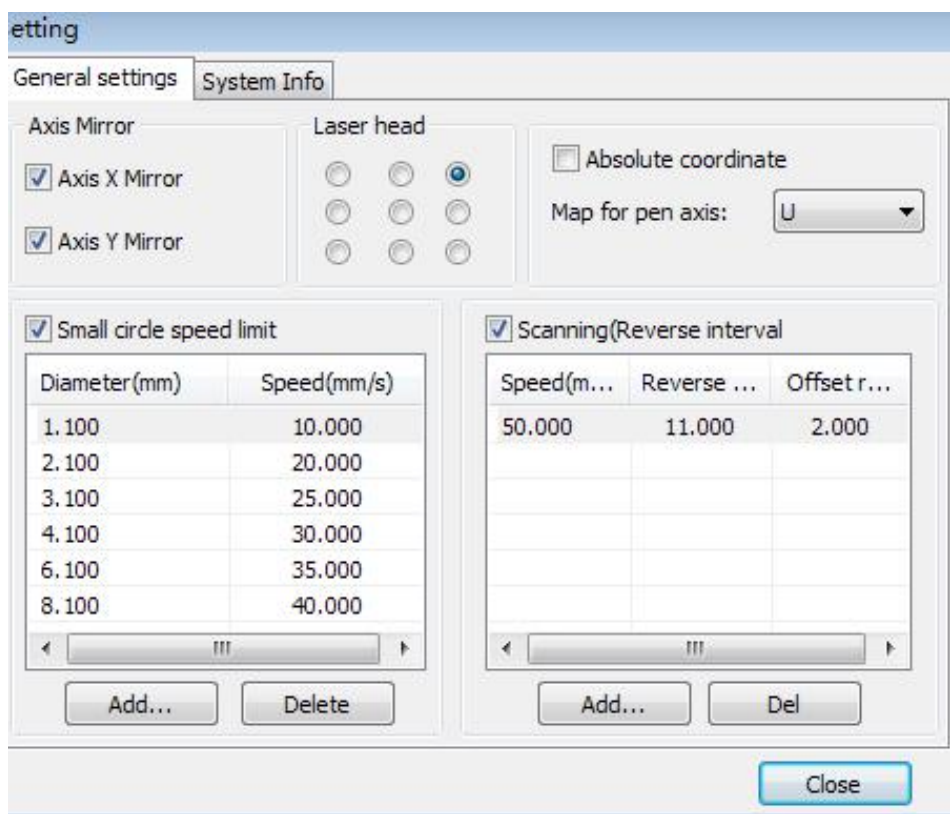 etting
General settings System Info
Axis Mirror
Axis X Mirror
Axis Y Mirror
Laser head
Absolute coordinate
Map for pen axis: U
Small circle speed limit
Diameter(mm) Speed(mm/s)
1.100 10.000
2.100 20.000
3.100 25.000
4.100 30.000
6.100 35.000
8.100 40.000
Add... Delete
Scanning(Reverse interval
Speed(m... Reverse ... Offset r...
50.000 11.000 2.000
Add... Del
Close